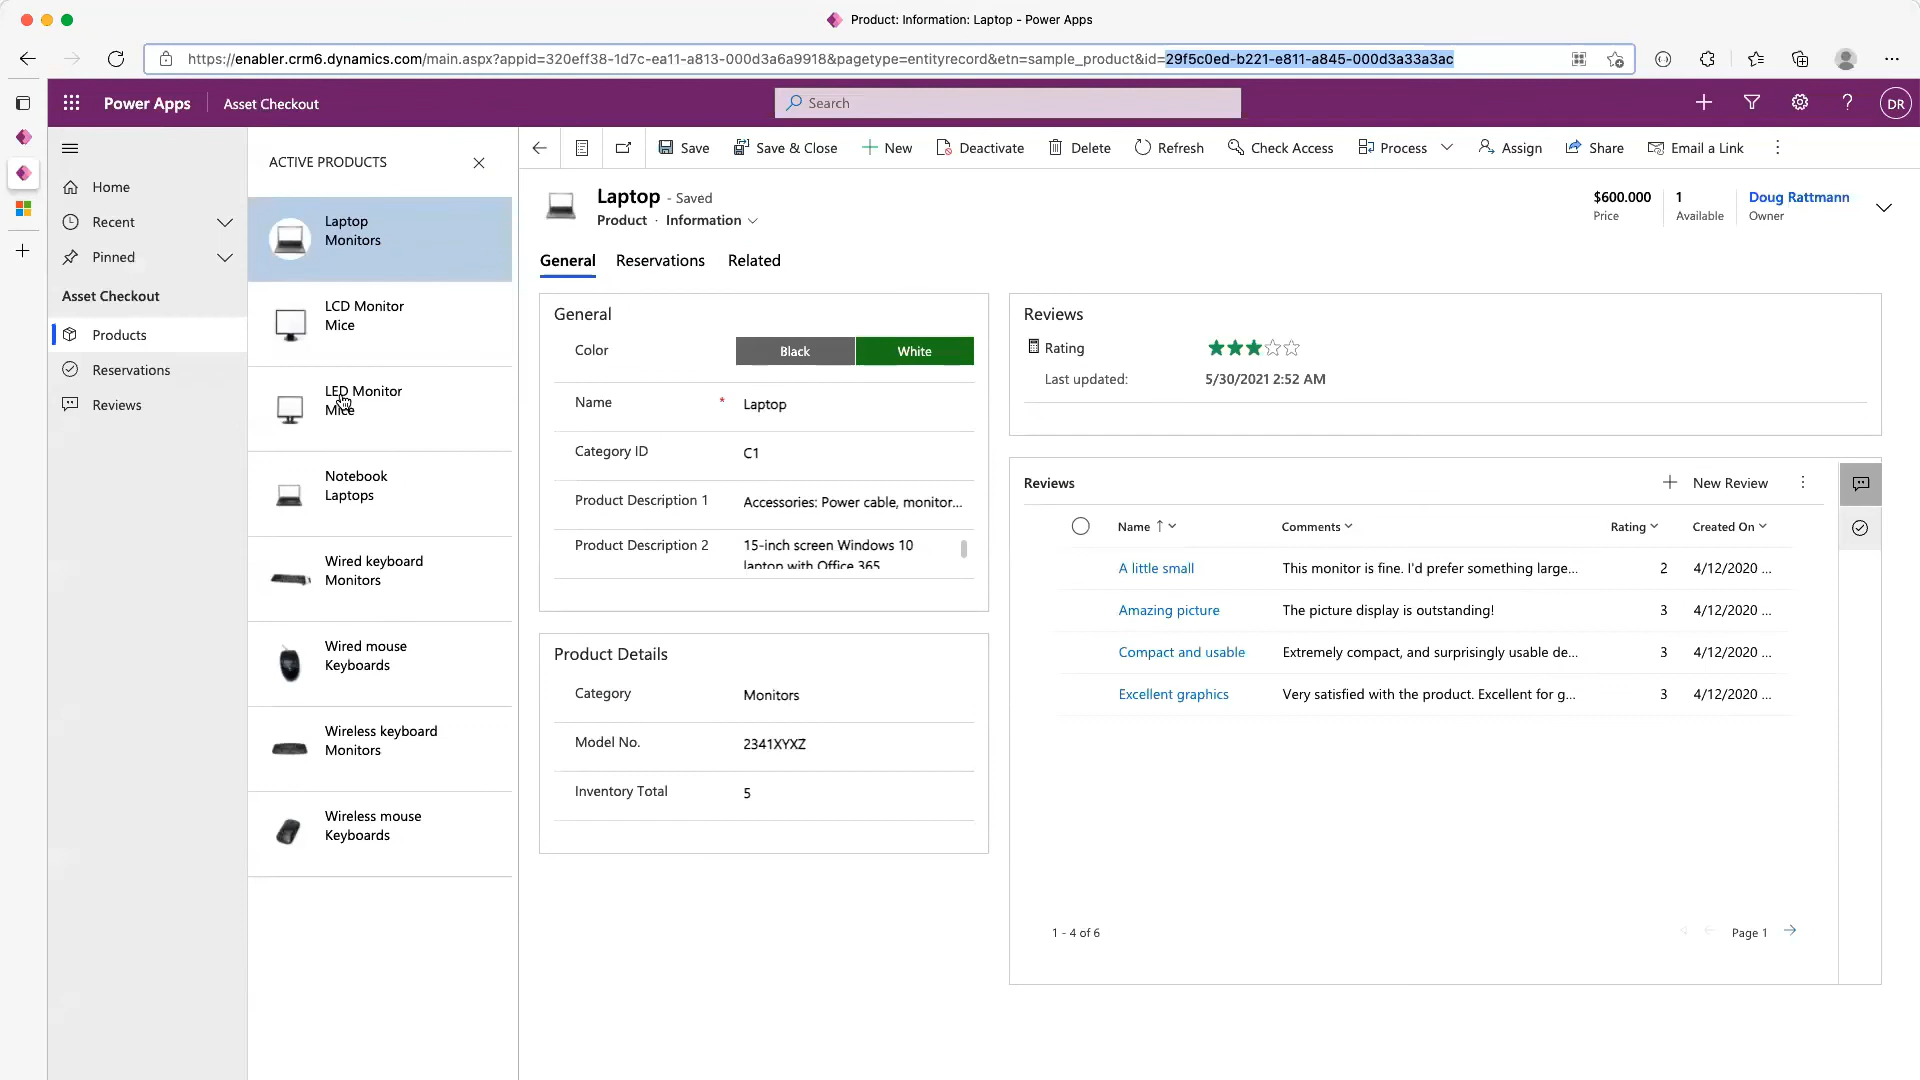 Product: Information: Laptop - Power Apps
https://enabler.crm6.dynamics.com/main.aspx?appid=320eff38-1d7c-ea11-a813-000d3a6a9918&pagetype=entityrecord&etn=sample_product&id=29f5c0ed-b221-e811-a845-000d3a33a3ac
Power Apps
Asset Checkout
Search
DR
ACTIVE PRODUCTS
Save
Save & Close
New
Deactivate
Delete
Refresh
Check Access
Process
Assign
Share
Email a Link
Home
Recent
Pinned
Asset Checkout
Products
Reservations
Reviews
Laptop
Monitors
LCD Monitor
Mice
LED Monitor
Mice
Notebook
Laptops
Wired keyboard
Monitors
Wired mouse
Keyboards
Wireless keyboard
Monitors
Wireless mouse
Keyboards
Laptop - Saved
Product · Information
$600.000
Price
1
Available
Doug Rattmann
Owner
General
Reservations
Related
General
Color
Black
White
Name * Laptop
Category ID C1
Product Description 1 Accessories: Power cable, monitor...
Product Description 2 15-inch screen Windows 10
laptop with Office 365
Product Details
Category Monitors
Model No. 2341XYXZ
Inventory Total 5
Reviews
Rating
Last updated: 5/30/2021 2:52 AM
Reviews
New Review
Name Comments Rating Created On
A little small This monitor is fine. I'd prefer something large... 2 4/12/2020 ...
Amazing picture The picture display is outstanding! 3 4/12/2020 ...
Compact and usable Extremely compact, and surprisingly usable de... 3 4/12/2020 ...
Excellent graphics Very satisfied with the product. Excellent for g... 3 4/12/2020 ...
1 - 4 of 6
Page 1